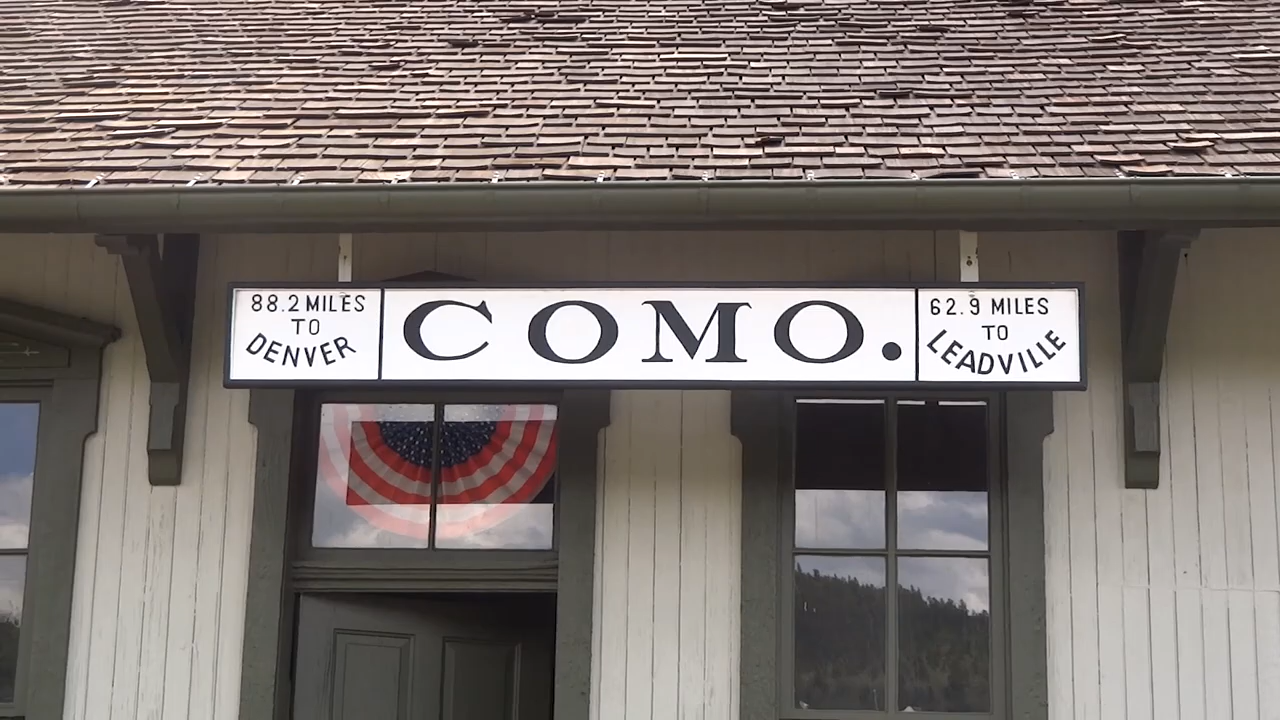 88.2 MILES
TO
DENVER
COMO.
62.9 MILES
TO
LEADVILLE